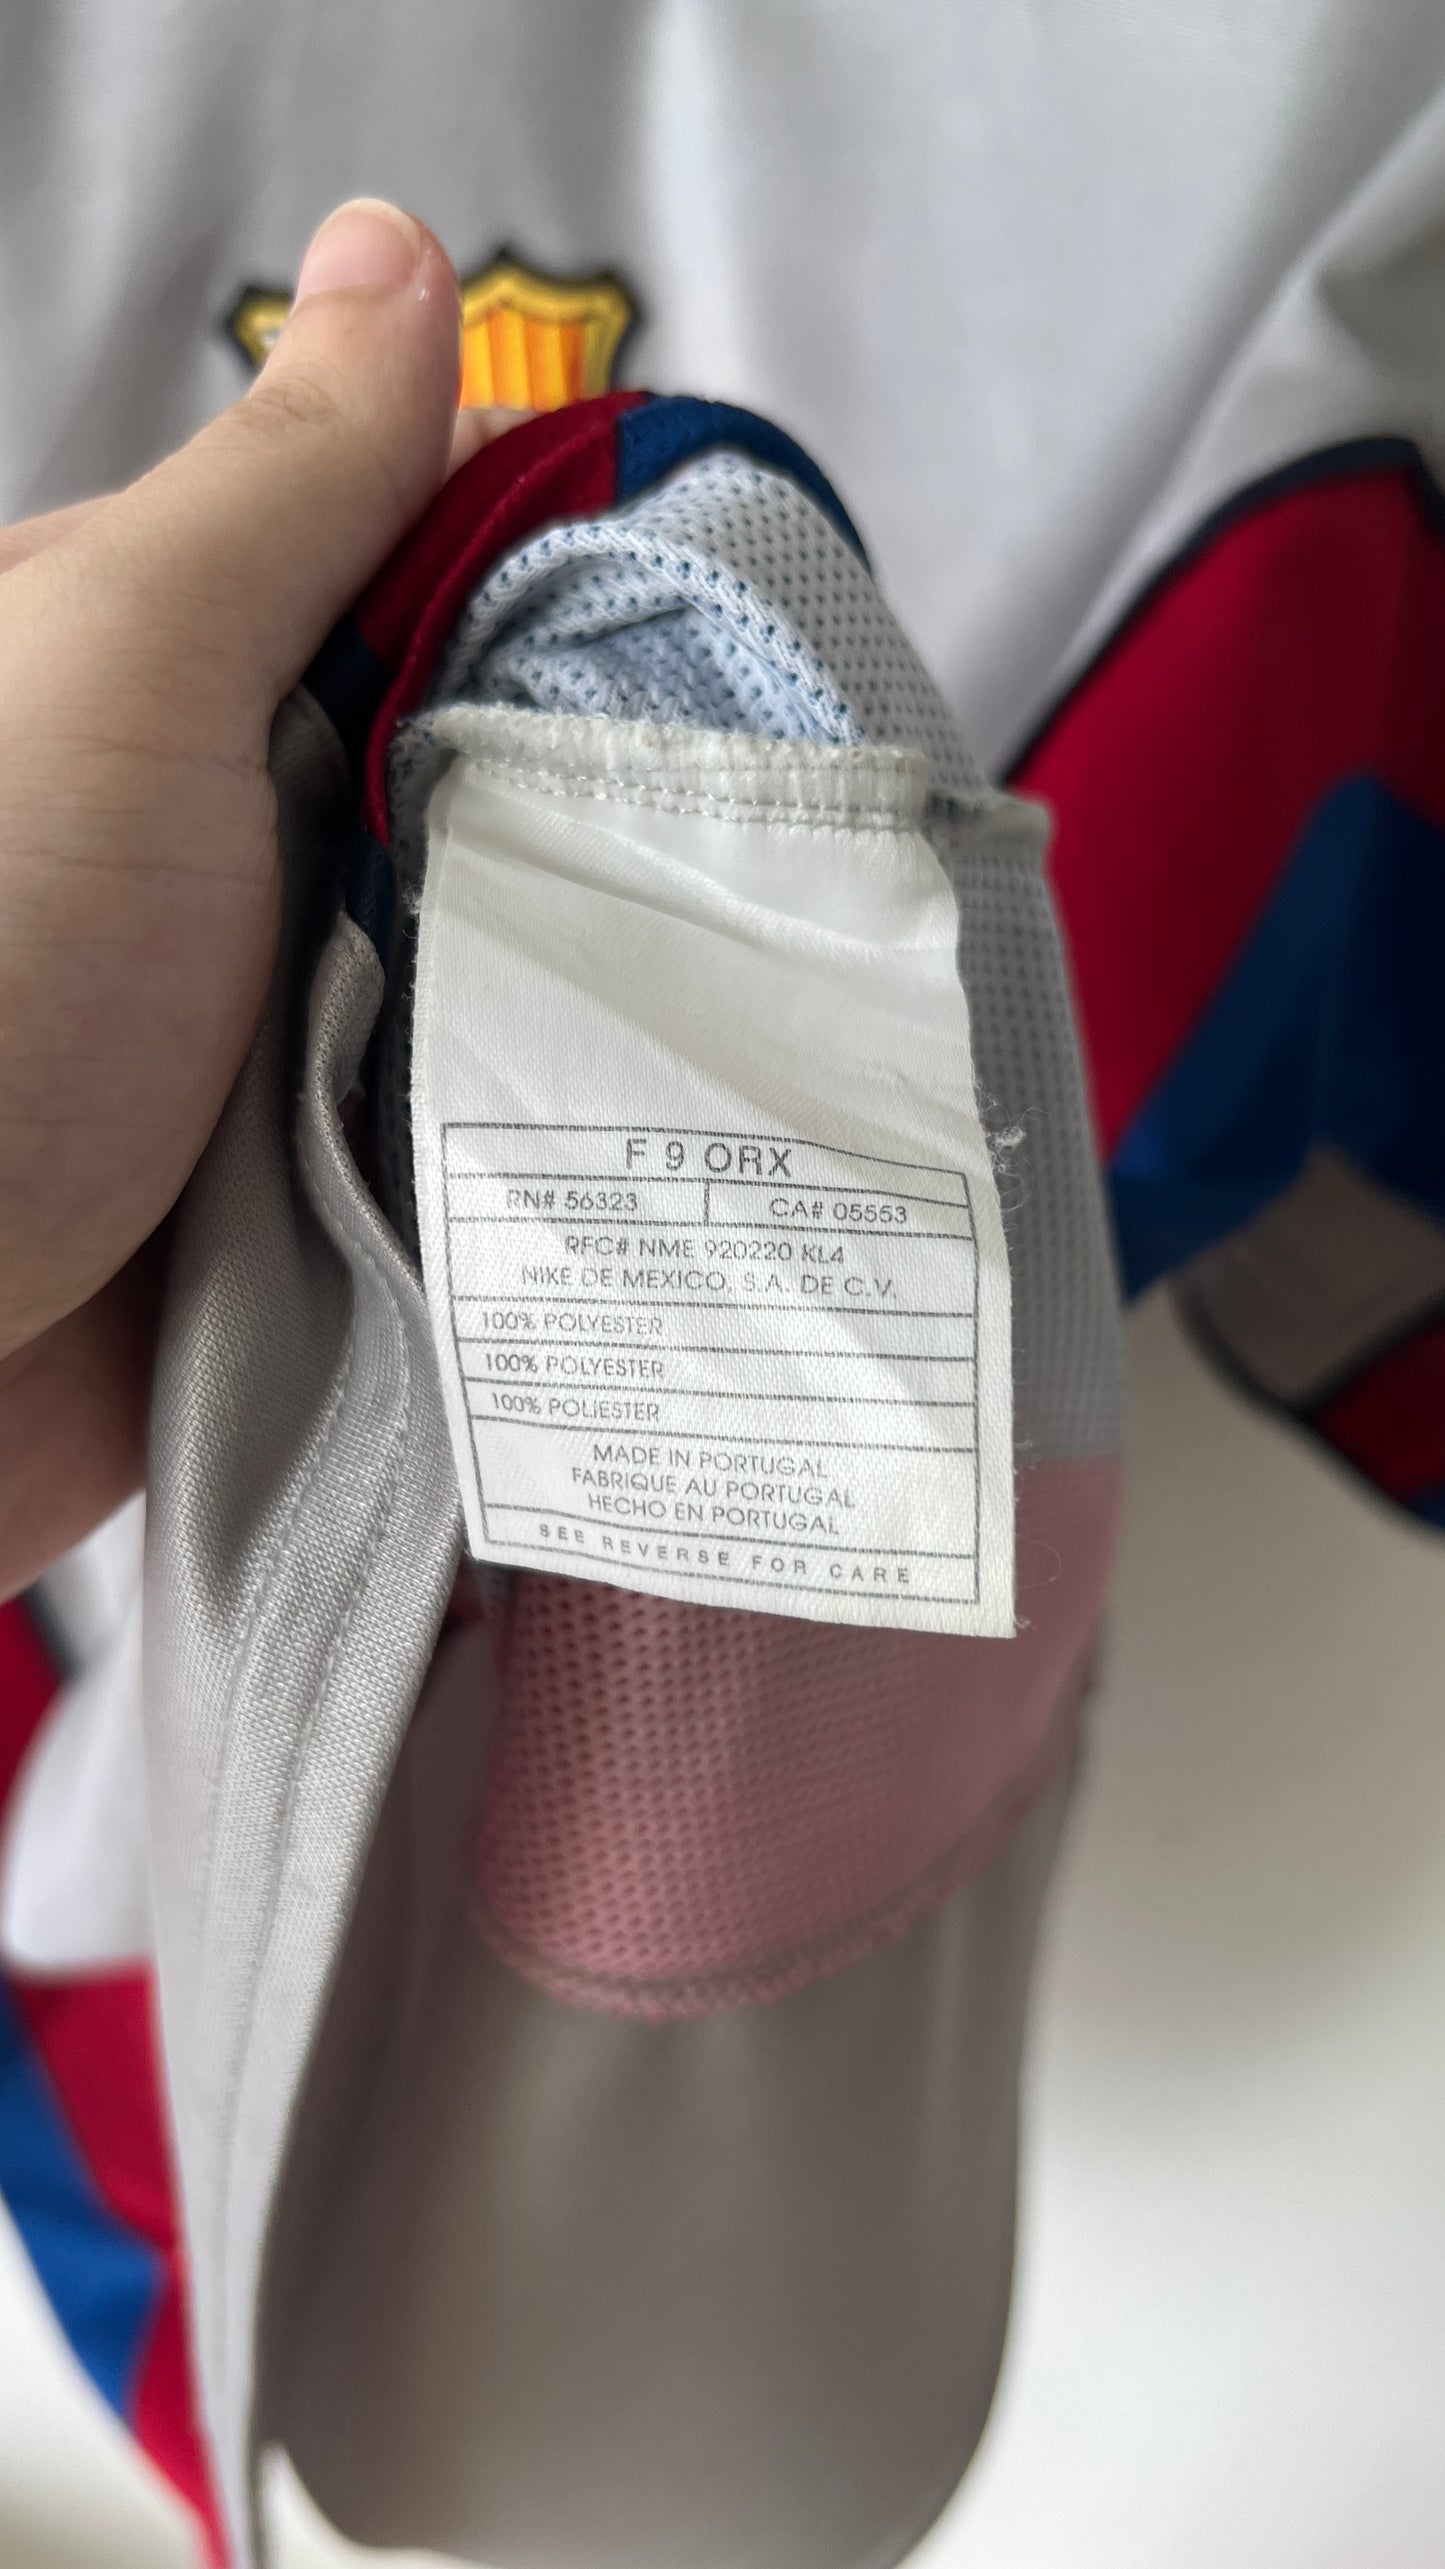 F 9 ORX
RN# 56323 CA# 05553
RFC# NME 920220 KL4
NIKE DE MEXICO, S.A. DE C.V.
100% POLYESTER
100% POLYESTER
100% POLIESTER
MADE IN PORTUGAL
FABRIQUE AU PORTUGAL
HECHO EN PORTUGAL
SEE REVERSE FOR CARE